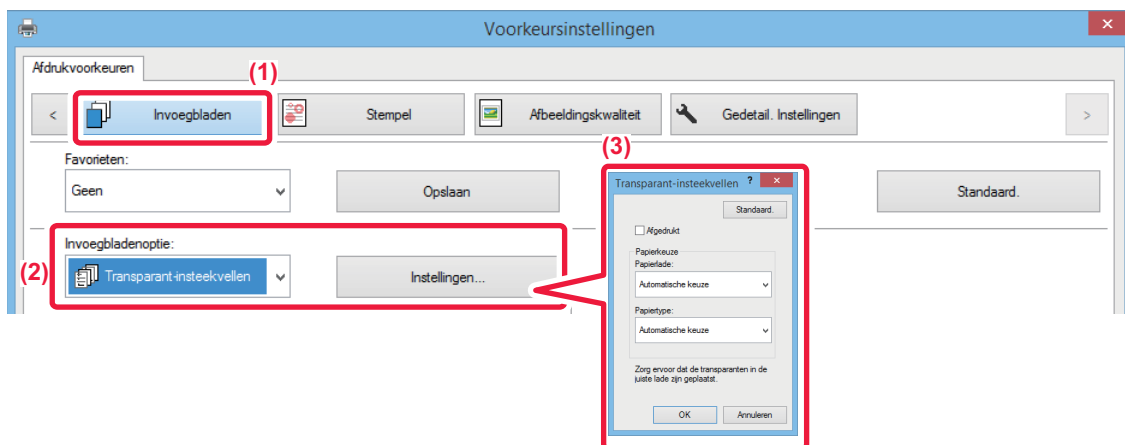 Voorkeursinstellingen
Afdrukvoorkeuren
(1)
Invoegbladen
Stempel
Afbeeldingskwaliteit
Gedetail. Instellingen
Favorieten:
Geen
Opslaan
Standaard.
(2)
Invoegbladenoptie:
Transparant-insteekvellen
Instellingen...
(3)
Transparant-insteekvellen ?
Standaard.
Afgedrukt
Papierkeuze
Papierlade:
Automatische keuze
Papiertype:
Automatische keuze
Zorg ervoor dat de transparanten in de
juiste lade zijn geplaatst.
OK
Annuleren